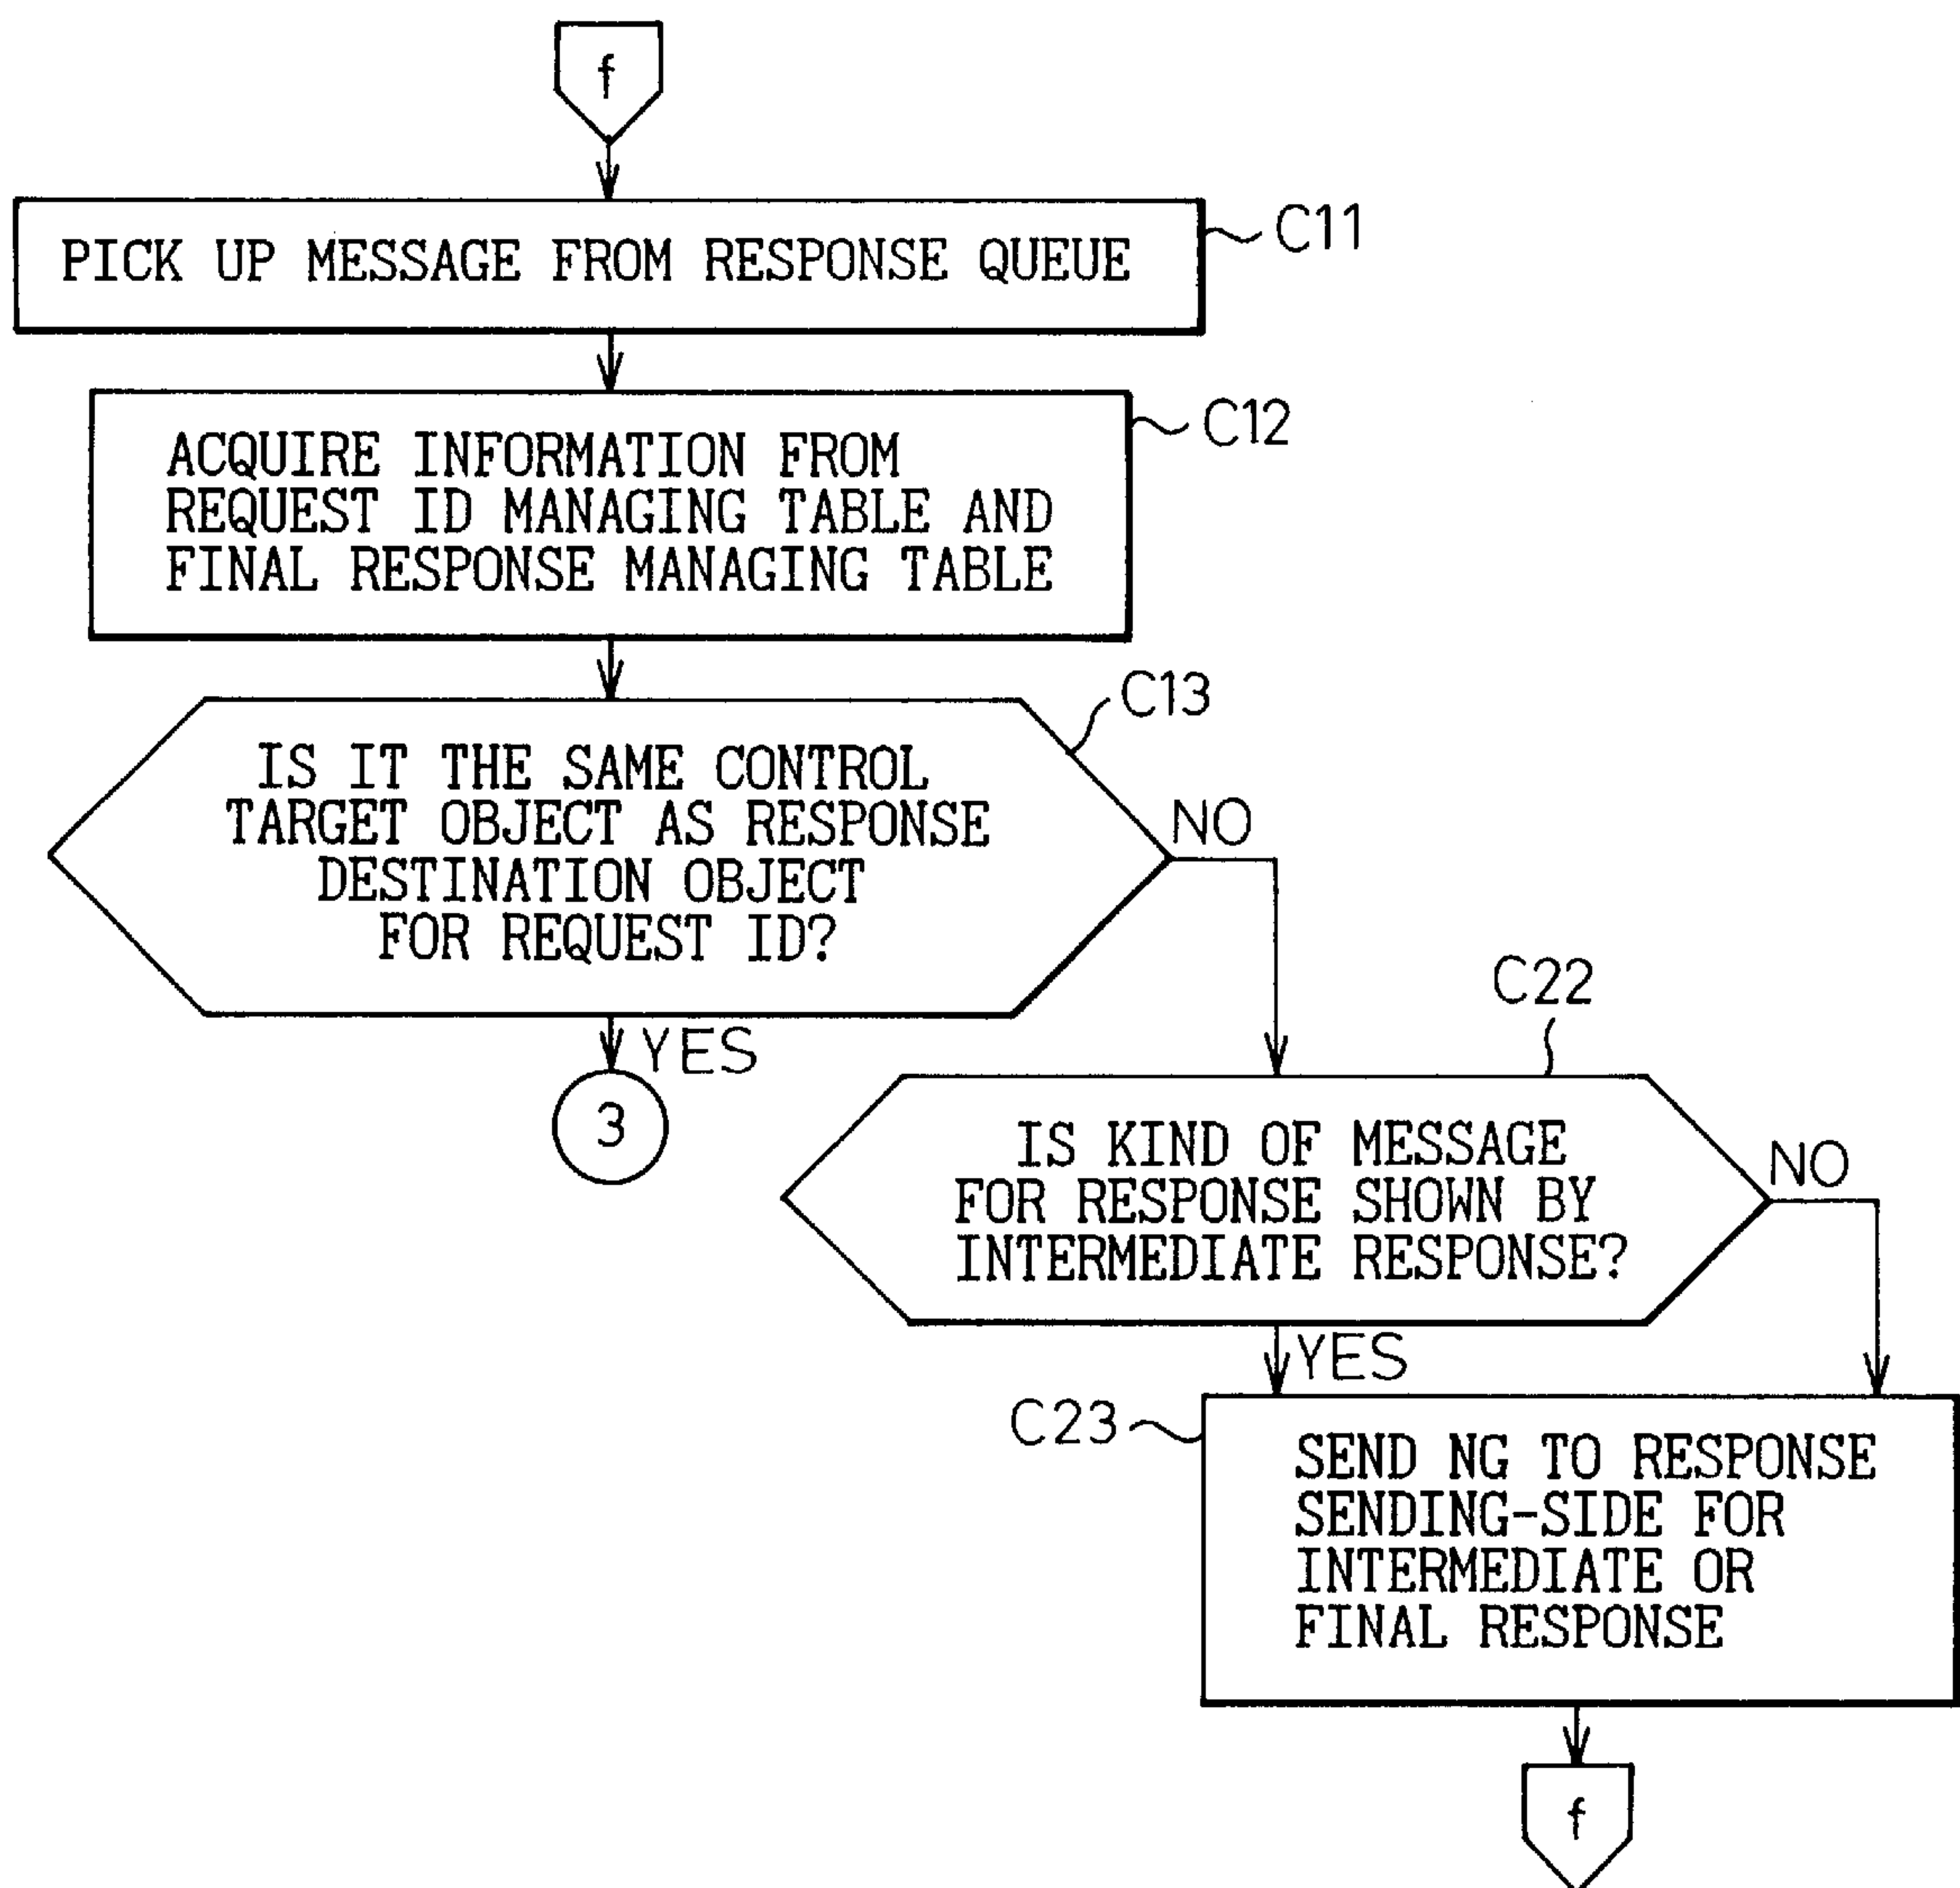 f
PICK UP MESSAGE FROM RESPONSE QUEUE
C11
ACQUIRE INFORMATION FROM
REQUEST ID MANAGING TABLE AND
FINAL RESPONSE MANAGING TABLE
C12
IS IT THE SAME CONTROL
TARGET OBJECT AS RESPONSE
DESTINATION OBJECT
FOR REQUEST ID?
C13
NO
YES
3
C22
IS KIND OF MESSAGE
FOR RESPONSE SHOWN BY
INTERMEDIATE RESPONSE?
NO
YES
C23
SEND NG TO RESPONSE
SENDING-SIDE FOR
INTERMEDIATE OR
FINAL RESPONSE
f